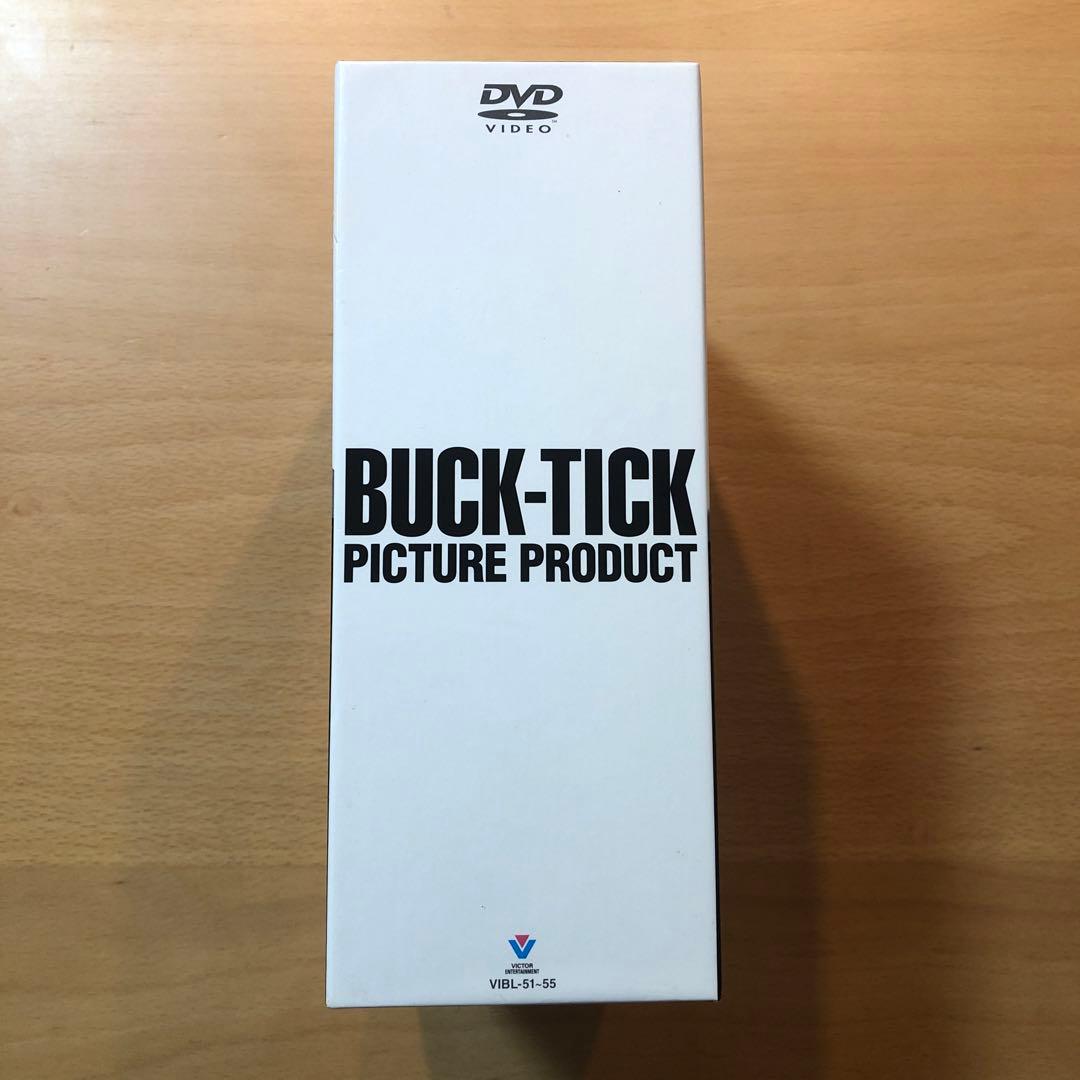 DVD
VIDEO
BUCK-TICK
PICTURE PRODUCT
VICTOR
ENTERTAINMENT
VIBL-51~55